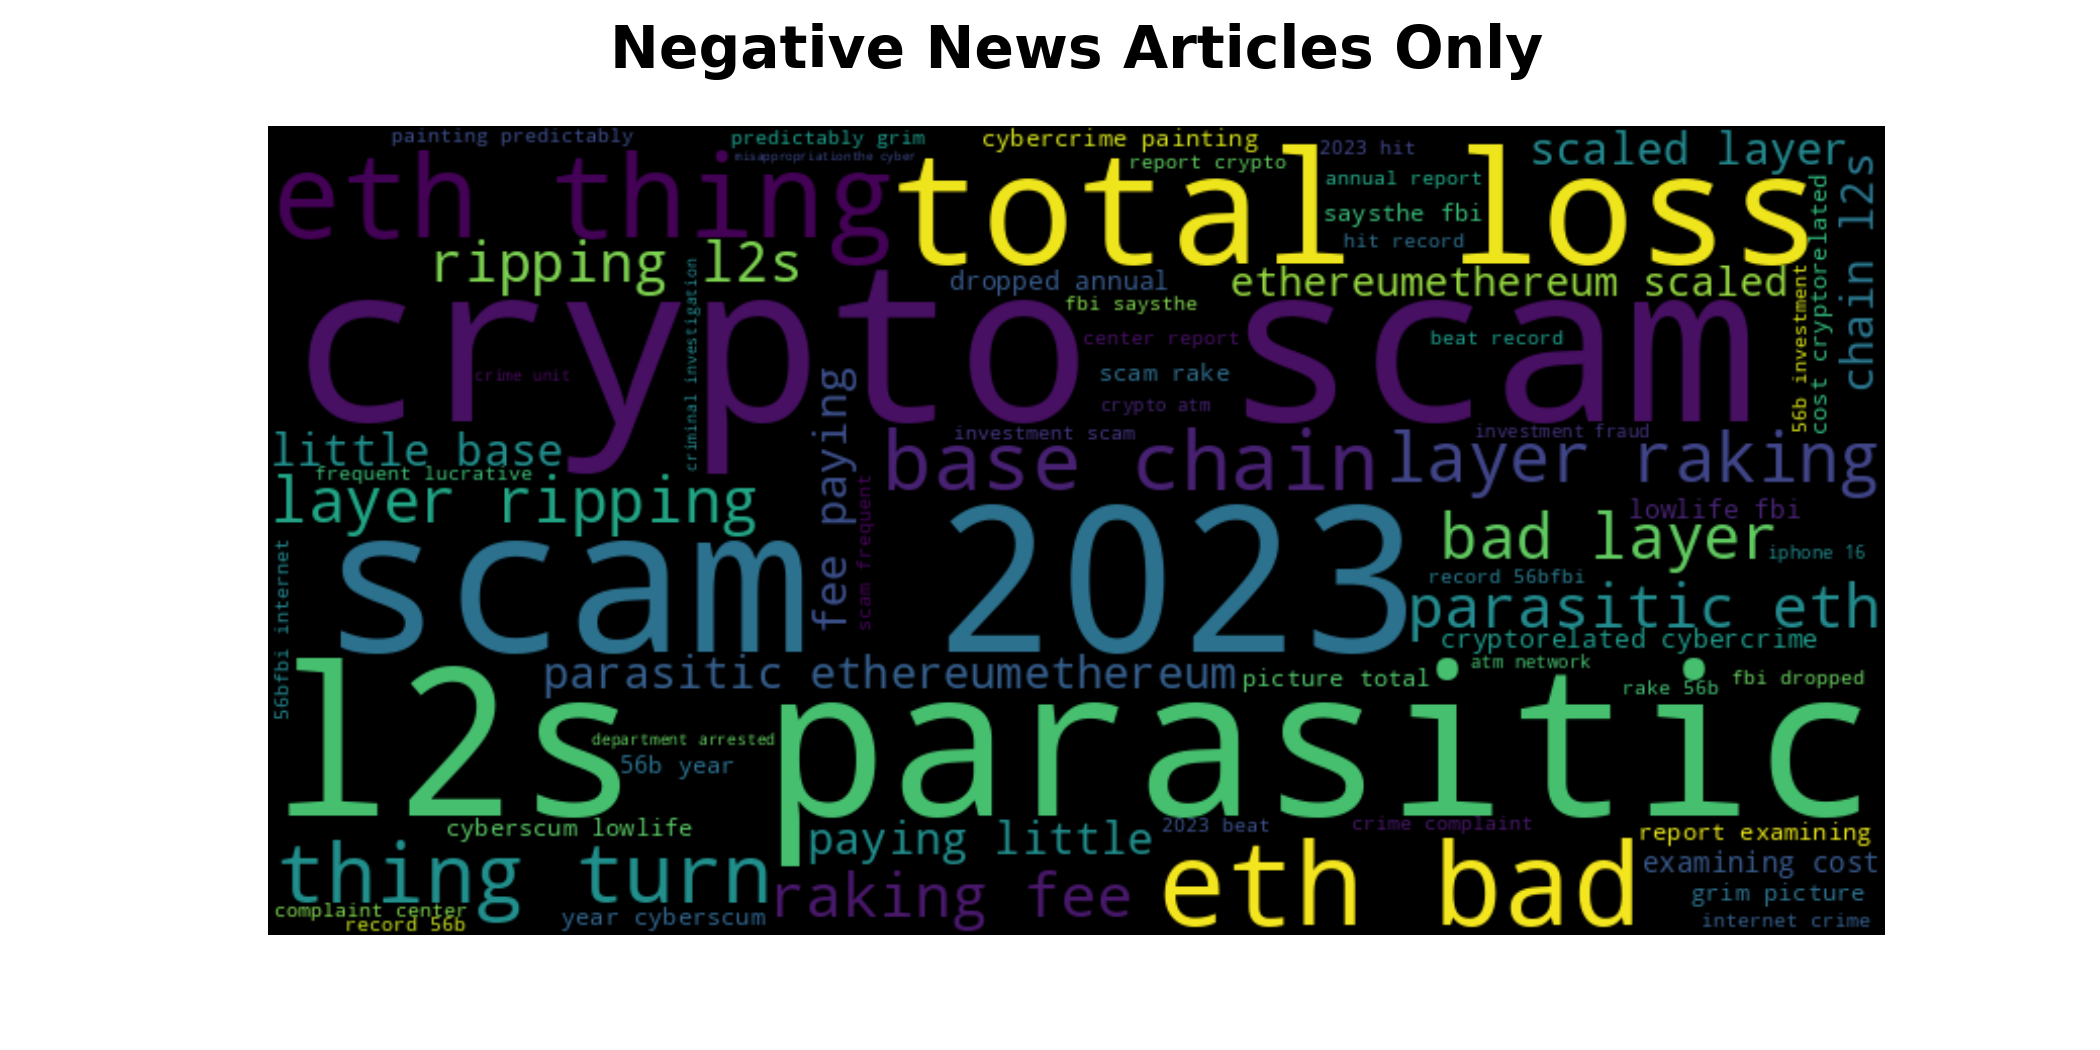 Negative News Articles Only
painting predictably
predictably grim
cybercrime painting
2023 hit
scaled layer
misappropriationthe cyber
report crypto
eth thing
total loss
annual report
saysthe fbi
hit record
chain l2s
cost cryptorelated
ripping l2s
dropped annual
ethereumethereum scaled
fbi saysthe
crypto scam
center report
beat record
56b investment
criminal investigation
crime unit
scam rake
crypto atm
fee paying
investment scam
investment fraud
little base
base chain
layer raking
frequent lucrative
layer ripping
scam frequent
lowlife fbi
bad layer
iphone 16
scam 2023
56bfbi internet
record 56bfbi
parasitic eth
cryptorelated cybercrime
parasitic ethereumethereum
picture total
atm network
rake 56b
fbi dropped
l2s parasitic
department arrested
56b year
cyberscum lowlife
paying little
2023 beat
crime complaint
report examining
thing turn
raking fee
eth bad
examining cost
grim picture
complaint center
record 56b
year cyberscum
internet crime